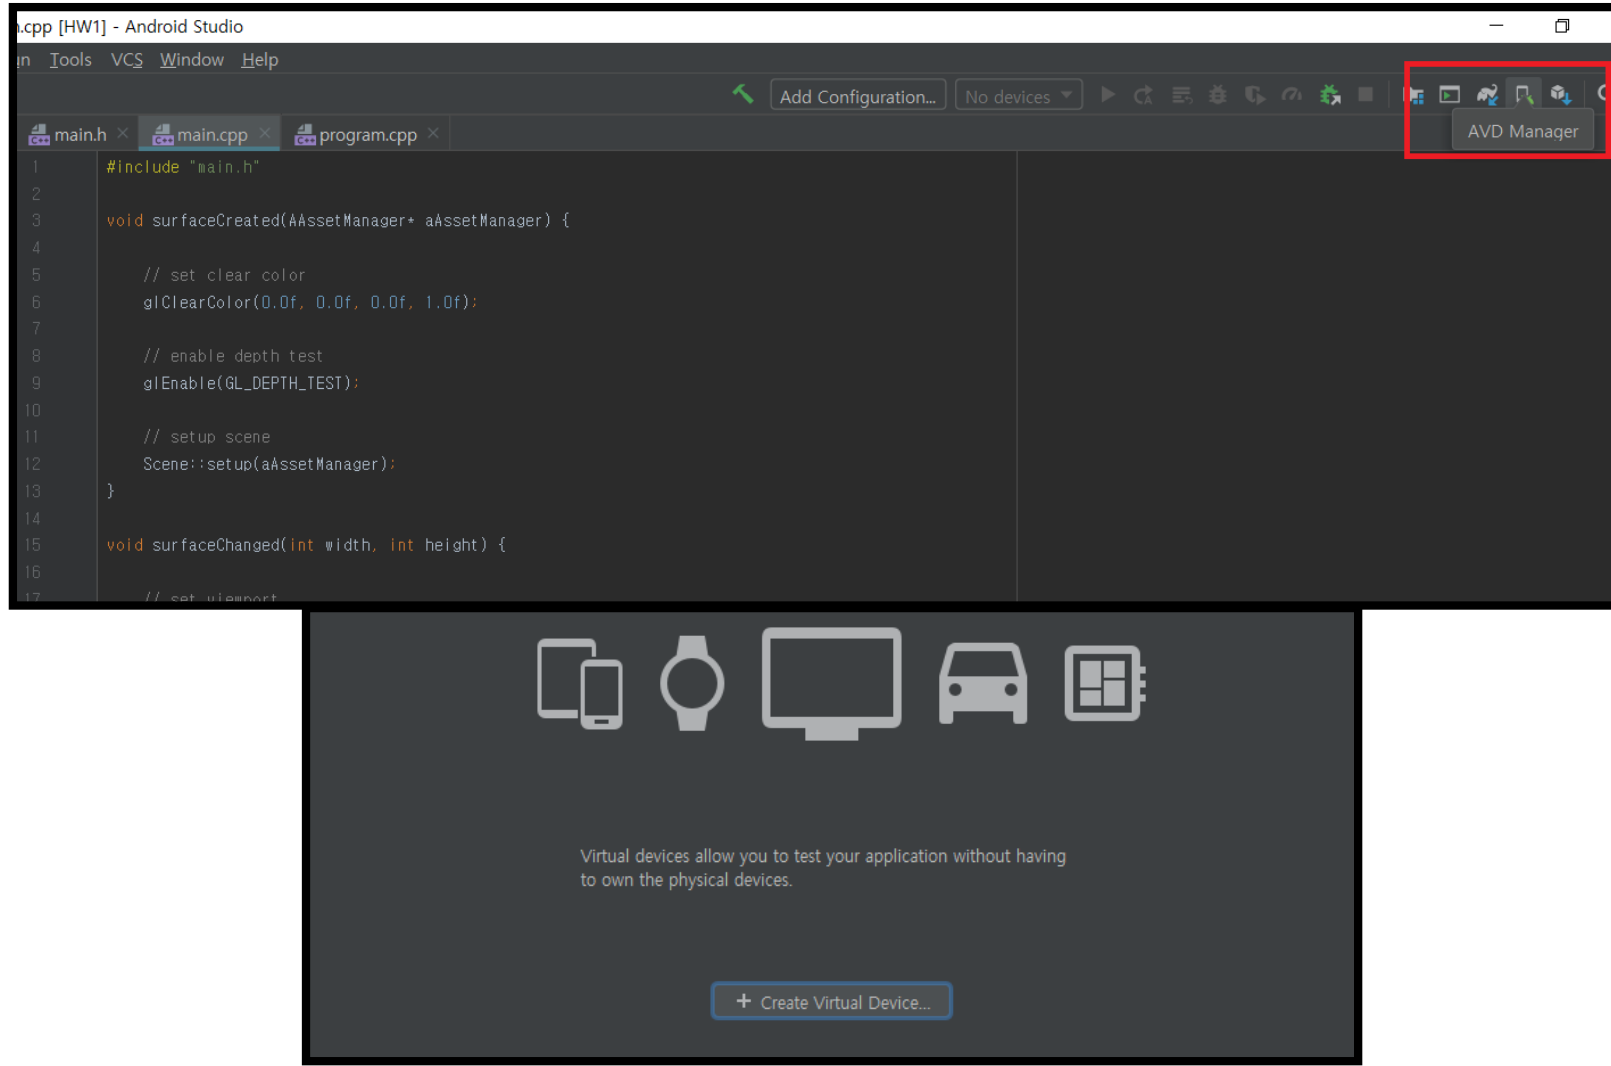 .cpp [HW1] - Android Studio
Tools VCS Window Help
Add Configuration... No devices
main.h main.cpp program.cpp
AVD Manager
1 #include "main.h"
2
3 void surfaceCreated(AAssetManager* aAssetManager) {
4
5 // set clear color
6 glClearColor(0.0f, 0.0f, 0.0f, 1.0f);
7
8 // enable depth test
9 glEnable(GL_DEPTH_TEST);
10
11 // setup scene
12 Scene::setup(aAssetManager);
13 }
14
15 void surfaceChanged(int width, int height) {
16
17 // set viewport
Virtual devices allow you to test your application without having
to own the physical devices.
+ Create Virtual Device...